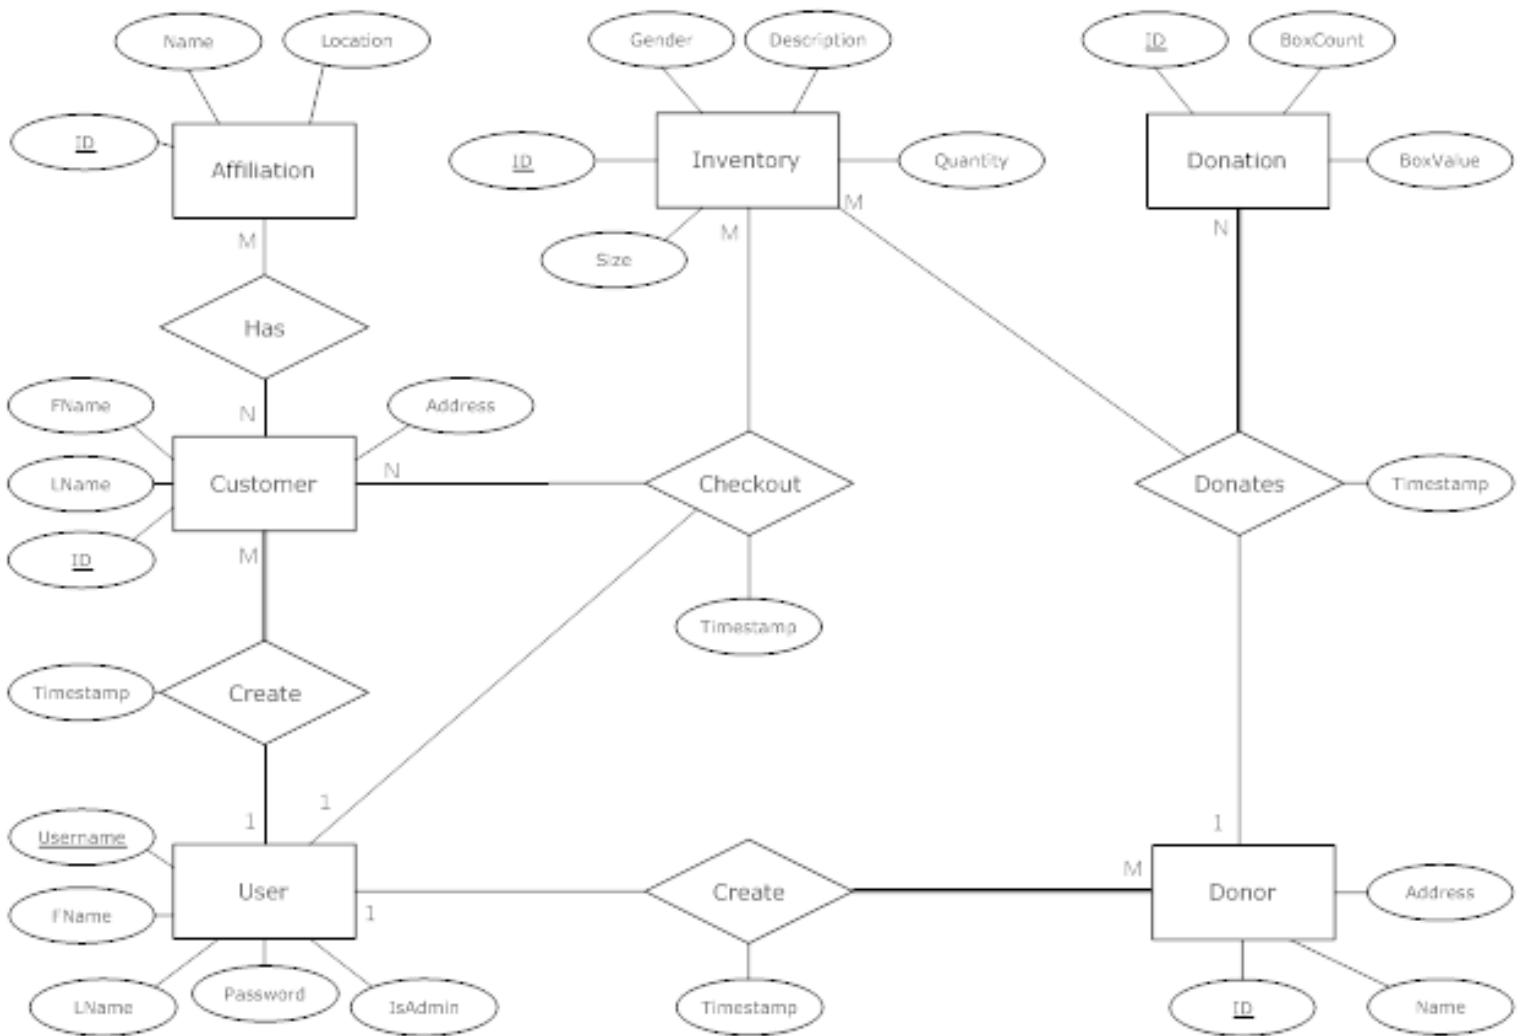 Name
Location
Gender
Description
ID
BoxCount
ID
Affiliation
ID
Inventory
Quantity
Donation
BoxValue
M
M
M
N
Size
Has
N
FName
Address
LName
Customer
N
Checkout
Donates
Timestamp
ID
M
Timestamp
Timestamp
Create
1
1
1
Username
User
1
Create
M
Donor
Address
FName
LName
Password
IsAdmin
Timestamp
ID
Name